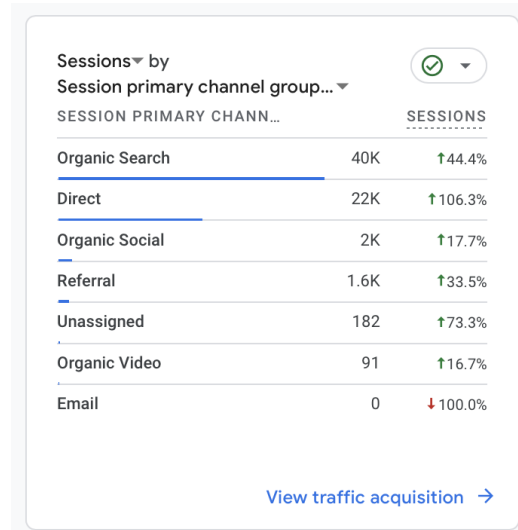 Sessions by
Session primary channel group...
SESSION PRIMARY CHANN... SESSIONS
Organic Search 40K ↑44.4%
Direct 22K ↑106.3%
Organic Social 2K ↑17.7%
Referral 1.6K ↑33.5%
Unassigned 182 ↑73.3%
Organic Video 91 ↑16.7%
Email 0 ↓100.0%
View traffic acquisition →